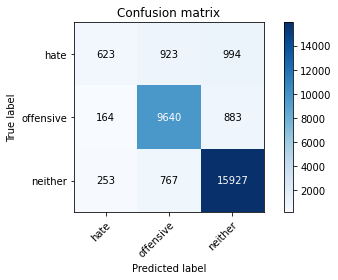 Confusion matrix
True label
hate 623 923 994
offensive 164 9640 883
neither 253 767 15927
hate offensive neither
Predicted label
14000
12000
10000
8000
6000
4000
2000